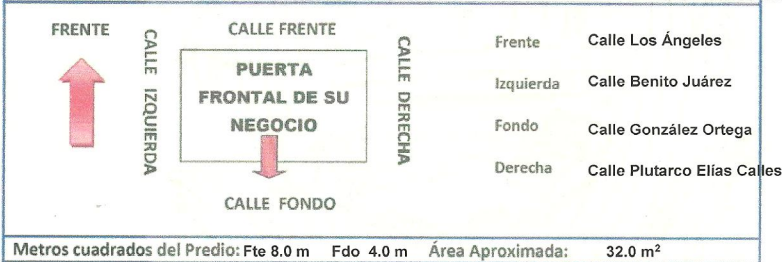 FRENTE
CALLE IZQUIERDA
CALLE FRENTE
PUERTA
FRONTAL DE SU
NEGOCIO
CALLE FONDO
CALLE DERECHA
Frente Calle Los Ángeles
Izquierda Calle Benito Juárez
Fondo Calle González Ortega
Derecha Calle Plutarco Elías Calles
Metros cuadrados del Predio: Fte 8.0 m Fdo 4.0 m Área Aproximada: 32.0 m²